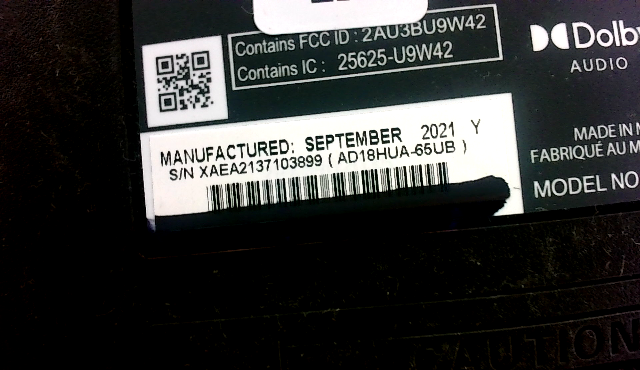 Contains FCC ID : 2AU3BU9W42
Contains IC : 25625-U9W42
Dolby
AUDIO
MANUFACTURED: SEPTEMBER 2021 Y
S/N XAEA2137103899 ( AD18HUA-65UB )
MADE IN
FABRIQUÉ AU M
MODEL NO
CAUTION